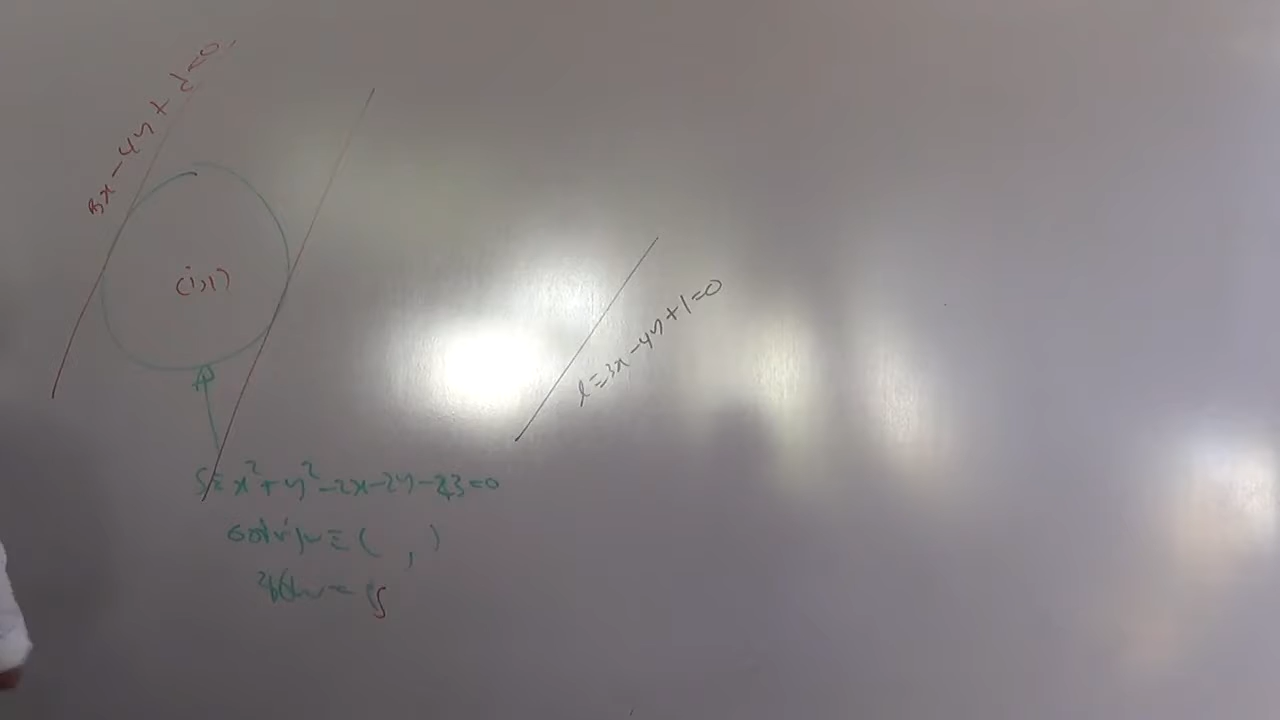 3x-4y+λ=0
(1,1)
l≡3x-4y+1=0
S≡x²+y²-2x-2y-23=0
≡( , )
= 5